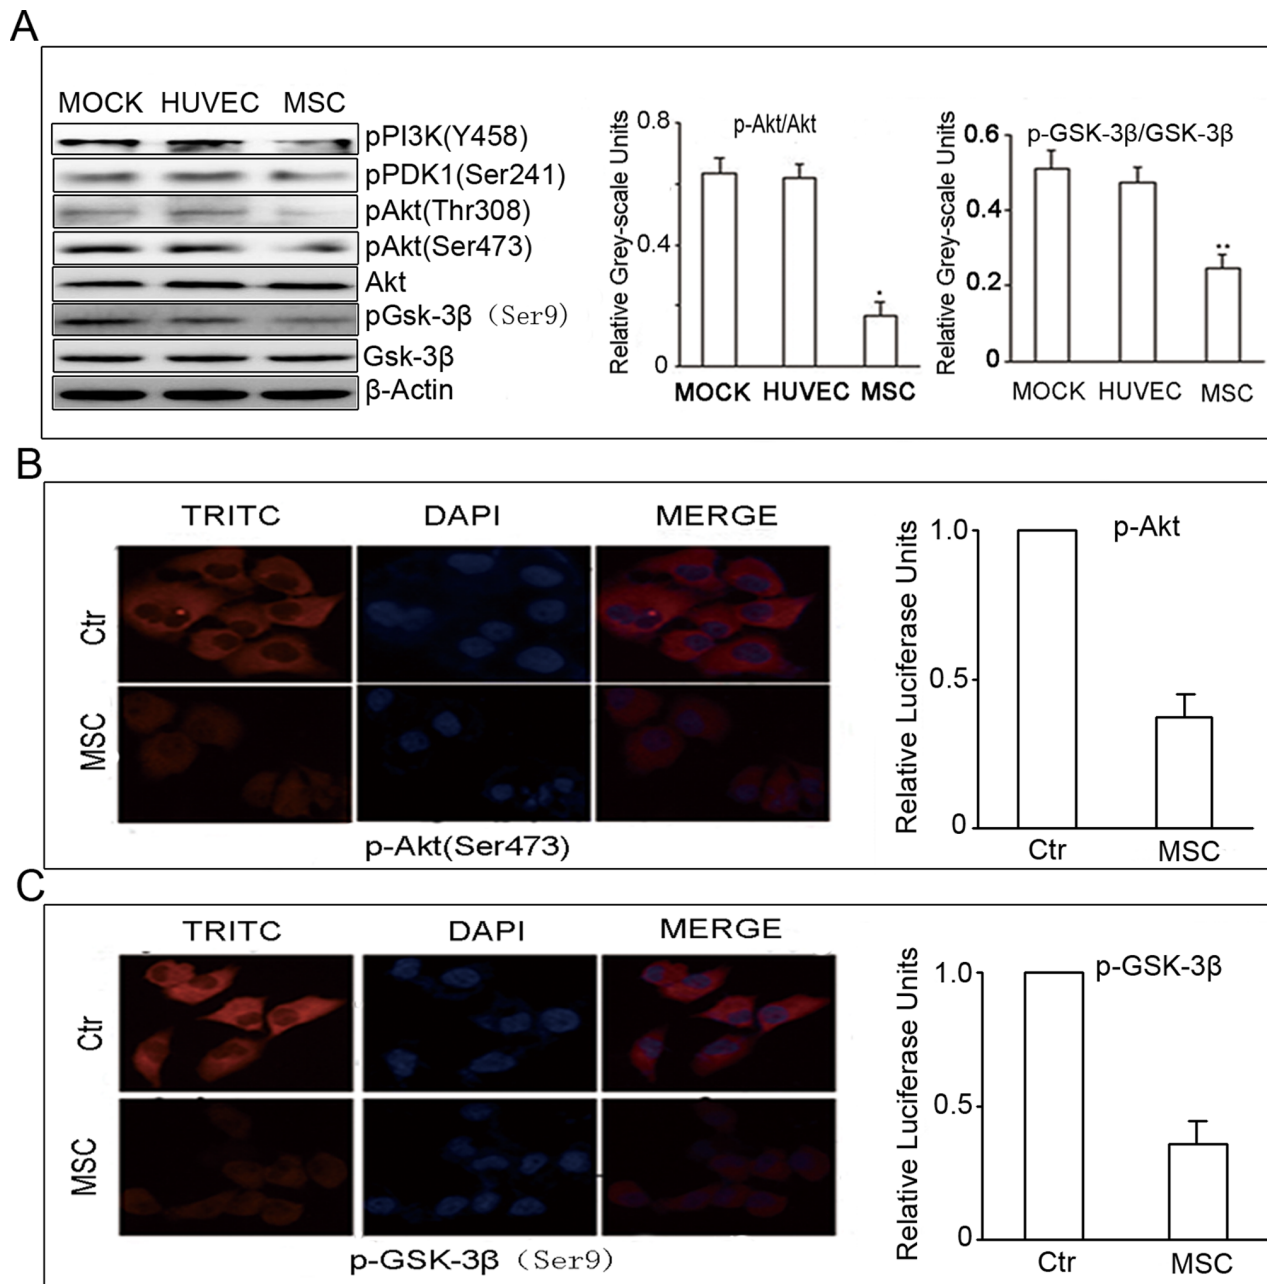 A
MOCK HUVEC MSC
pPI3K(Y458)
pPDK1(Ser241)
pAkt(Thr308)
pAkt(Ser473)
Akt
pGsk-3β (Ser9)
Gsk-3β
β-Actin
Relative Grey-scale Units
p-Akt/Akt
0.8
0.4
0
*
MOCK HUVEC MSC
Relative Grey-scale Units
p-GSK-3β/GSK-3β
0.6
0.4
0.2
0
**
MOCK HUVEC MSC
B
TRITC DAPI MERGE
Ctr
MSC
p-Akt(Ser473)
Relative Luciferase Units
p-Akt
1.0
0.5
0
Ctr MSC
C
TRITC DAPI MERGE
Ctr
MSC
p-GSK-3β (Ser9)
Relative Luciferase Units
p-GSK-3β
1.0
0.5
0
Ctr MSC